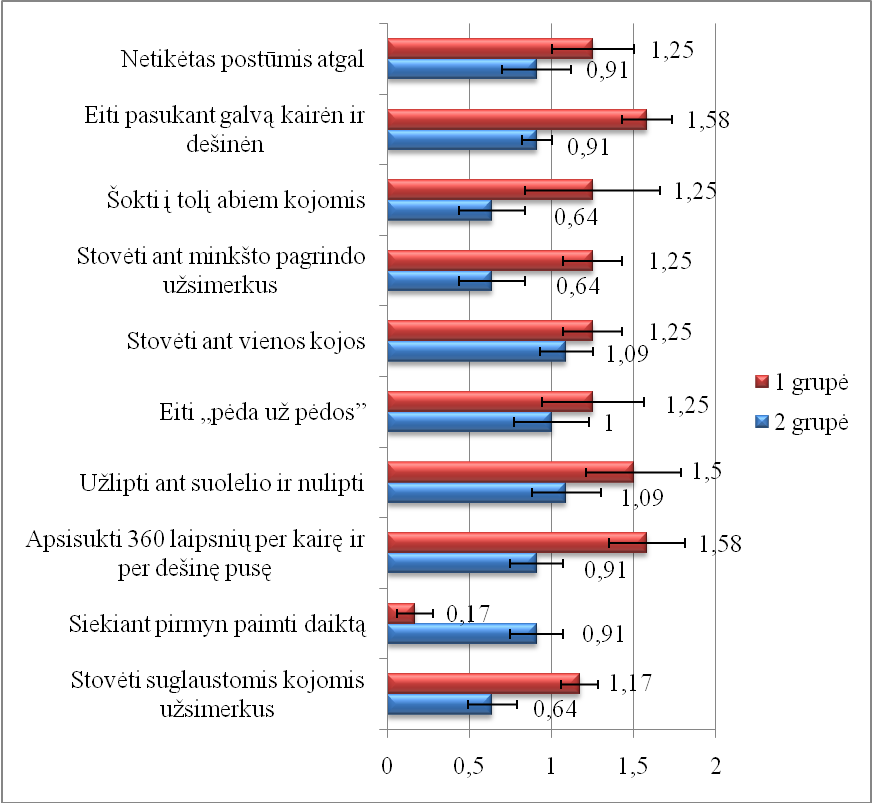 Netikėtas postūmis atgal
1,25
0,91
Eiti pasukant galvą kairėn ir
dešinėn
1,58
0,91
Šokti į tolį abiem kojomis
1,25
0,64
Stovėti ant minkšto pagrindo
užsimerkus
1,25
0,64
Stovėti ant vienos kojos
1,25
1,09
Eiti „pėda už pėdos”
1,25
1
Užlipti ant suolelio ir nulipti
1,5
1,09
Apsisukti 360 laipsnių per kairę ir
per dešinę pusę
1,58
0,91
Siekiant pirmyn paimti daiktą
0,17
0,91
Stovėti suglaustomis kojomis
užsimerkus
1,17
0,64
0 0,5 1 1,5 2
1 grupė
2 grupė